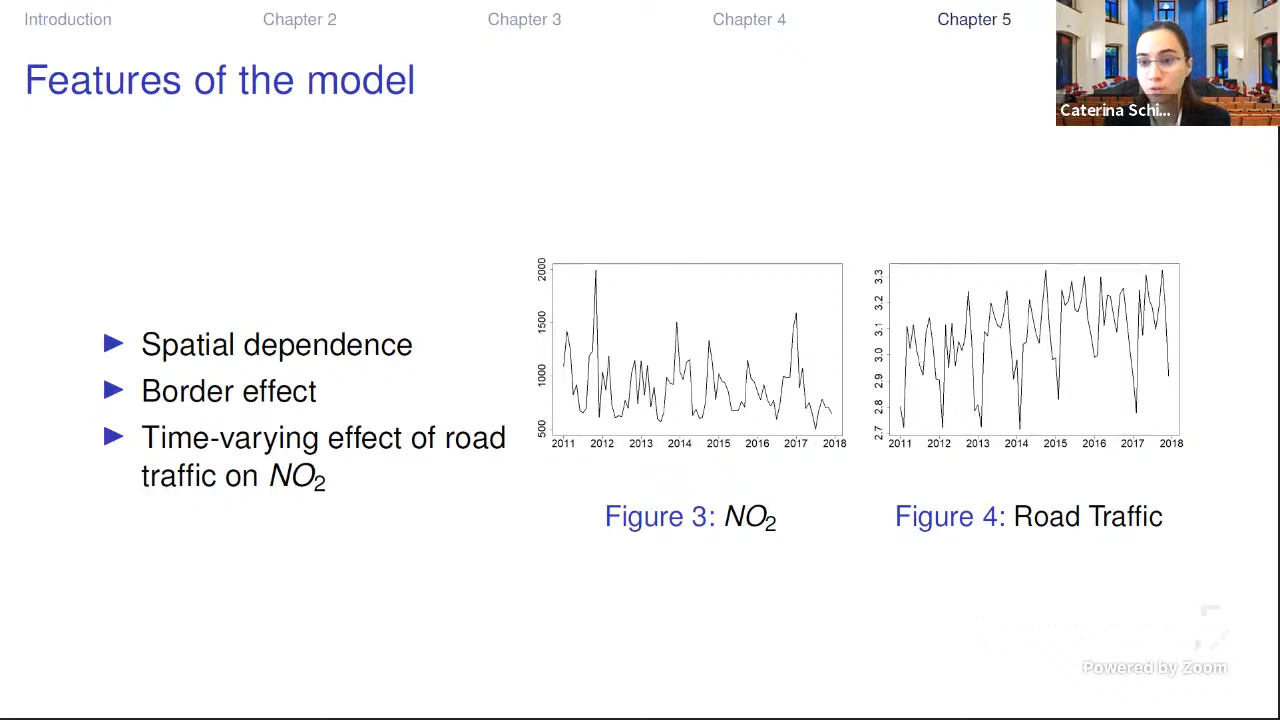 Introduction Chapter 2 Chapter 3 Chapter 4 Chapter 5
Features of the model
Caterina Schi...
Spatial dependence
Border effect
Time-varying effect of road
traffic on NO2
2000
1500
1000
500
2011 2012 2013 2014 2015 2016 2017 2018
Figure 3: NO2
3.3
3.2
3.1
3.0
2.9
2.8
2.7
2011 2012 2013 2014 2015 2016 2017 2018
Figure 4: Road Traffic
Powered by Zoom